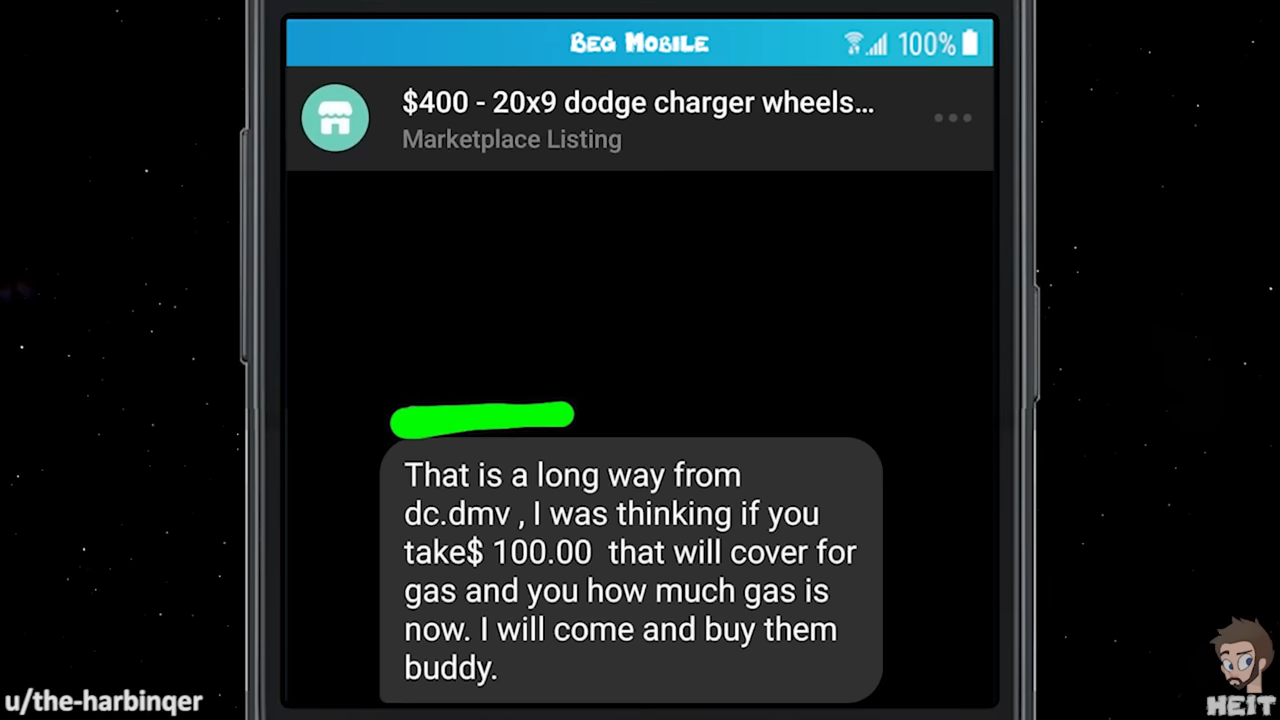 BEG MOBILE
100%
$400 - 20x9 dodge charger wheels...
Marketplace Listing
That is a long way from
dc.dmv , I was thinking if you
take$ 100.00  that will cover for
gas and you how much gas is
now. I will come and buy them
buddy.
u/the-harbinqer
HEIT